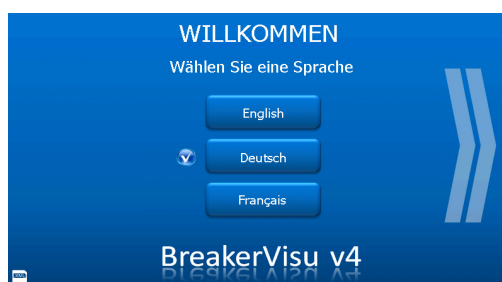 WILLKOMMEN
Wählen Sie eine Sprache
English
Deutsch
Français
BreakerVisu v4